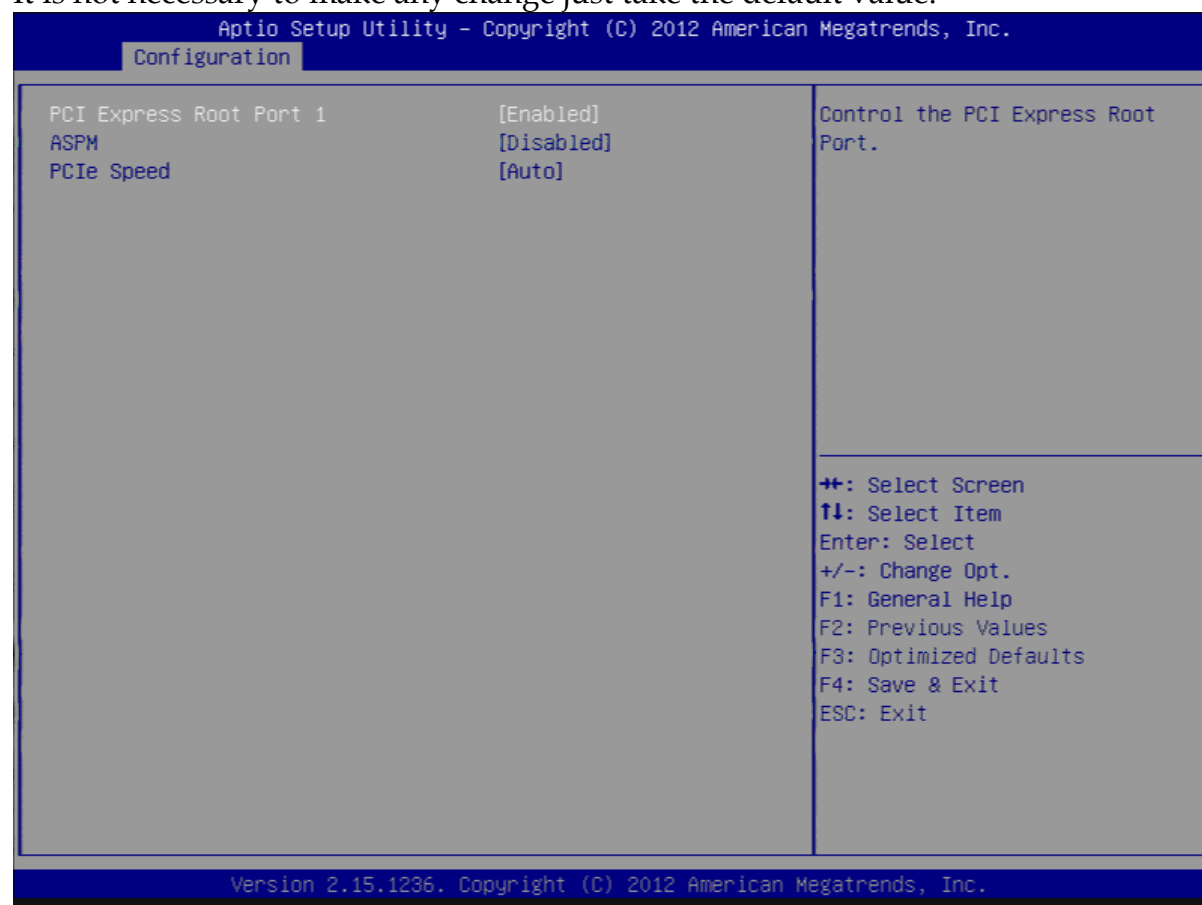 It is not necessary to make any change just take the default value.
Aptio Setup Utility – Copyright (C) 2012 American Megatrends, Inc.
Configuration
PCI Express Root Port 1 [Enabled]
ASPM [Disabled]
PCIe Speed [Auto]
Control the PCI Express Root
Port.
→←: Select Screen
↑↓: Select Item
Enter: Select
+/-: Change Opt.
F1: General Help
F2: Previous Values
F3: Optimized Defaults
F4: Save & Exit
ESC: Exit
Version 2.15.1236. Copyright (C) 2012 American Megatrends, Inc.